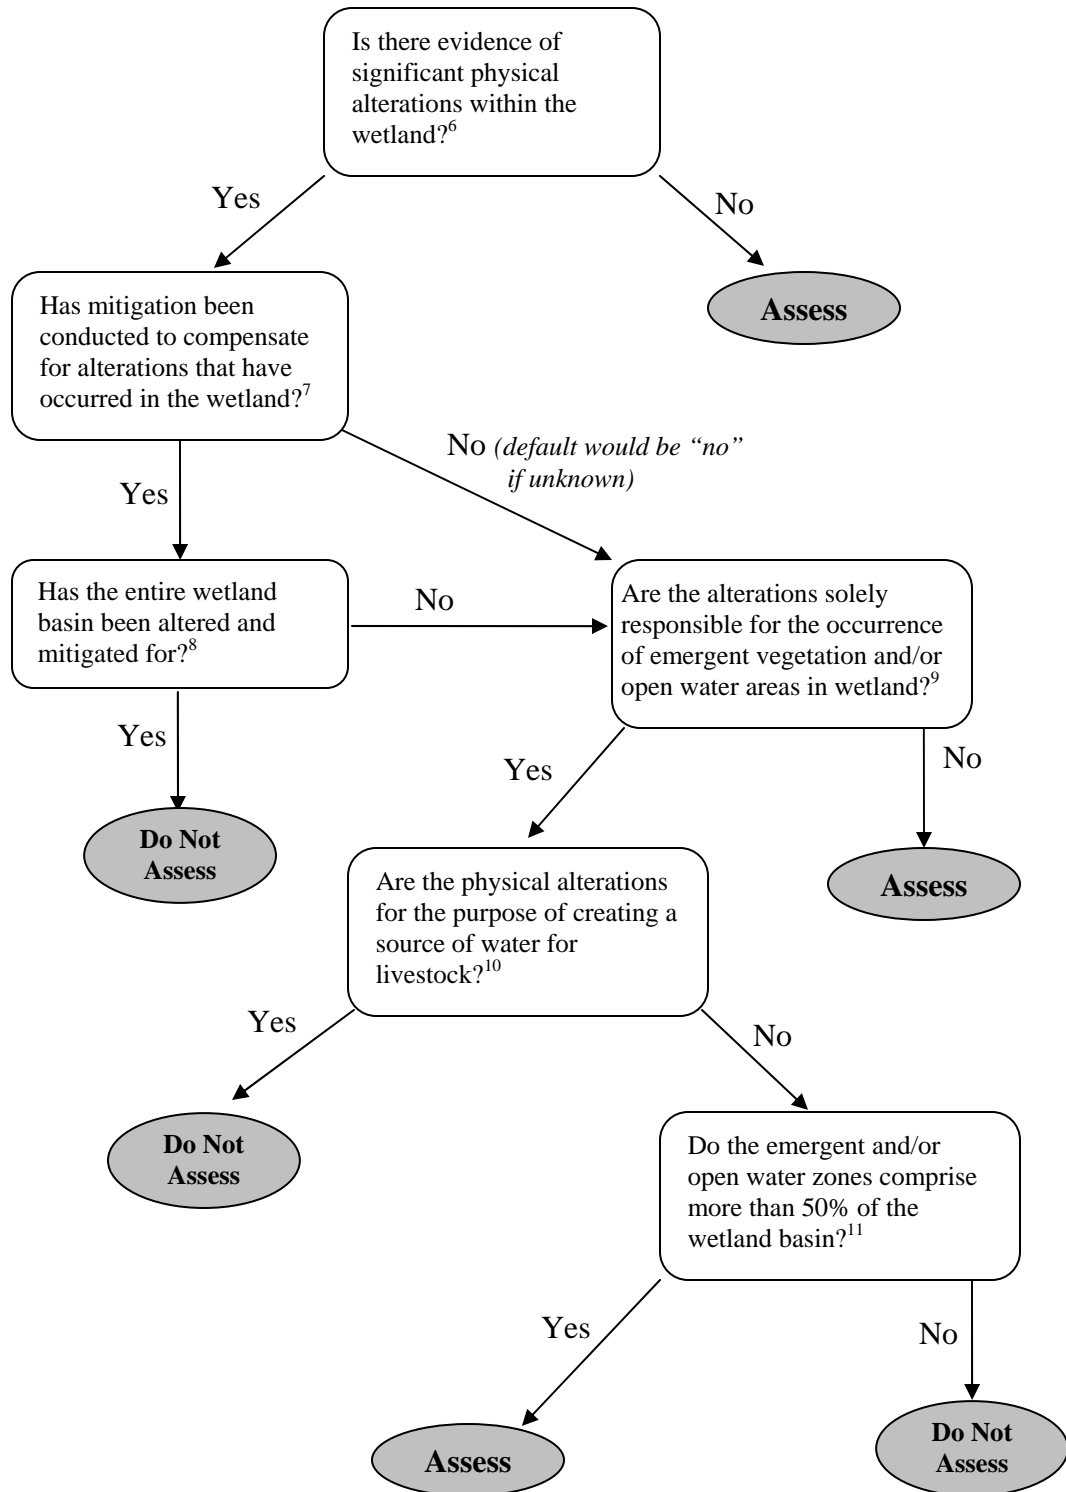 Is there evidence of
significant physical
alterations within the
wetland?6
Yes
No
Has mitigation been
conducted to compensate
for alterations that have
occurred in the wetland?7
Assess
No (default would be “no”
if unknown)
Yes
Has the entire wetland
basin been altered and
mitigated for?8
No
Are the alterations solely
responsible for the occurrence
of emergent vegetation and/or
open water areas in wetland?9
Yes
Yes
No
Do Not
Assess
Are the physical alterations
for the purpose of creating a
source of water for
livestock?10
Assess
Yes
No
Do Not
Assess
Do the emergent and/or
open water zones comprise
more than 50% of the
wetland basin?11
Yes
No
Assess
Do Not
Assess